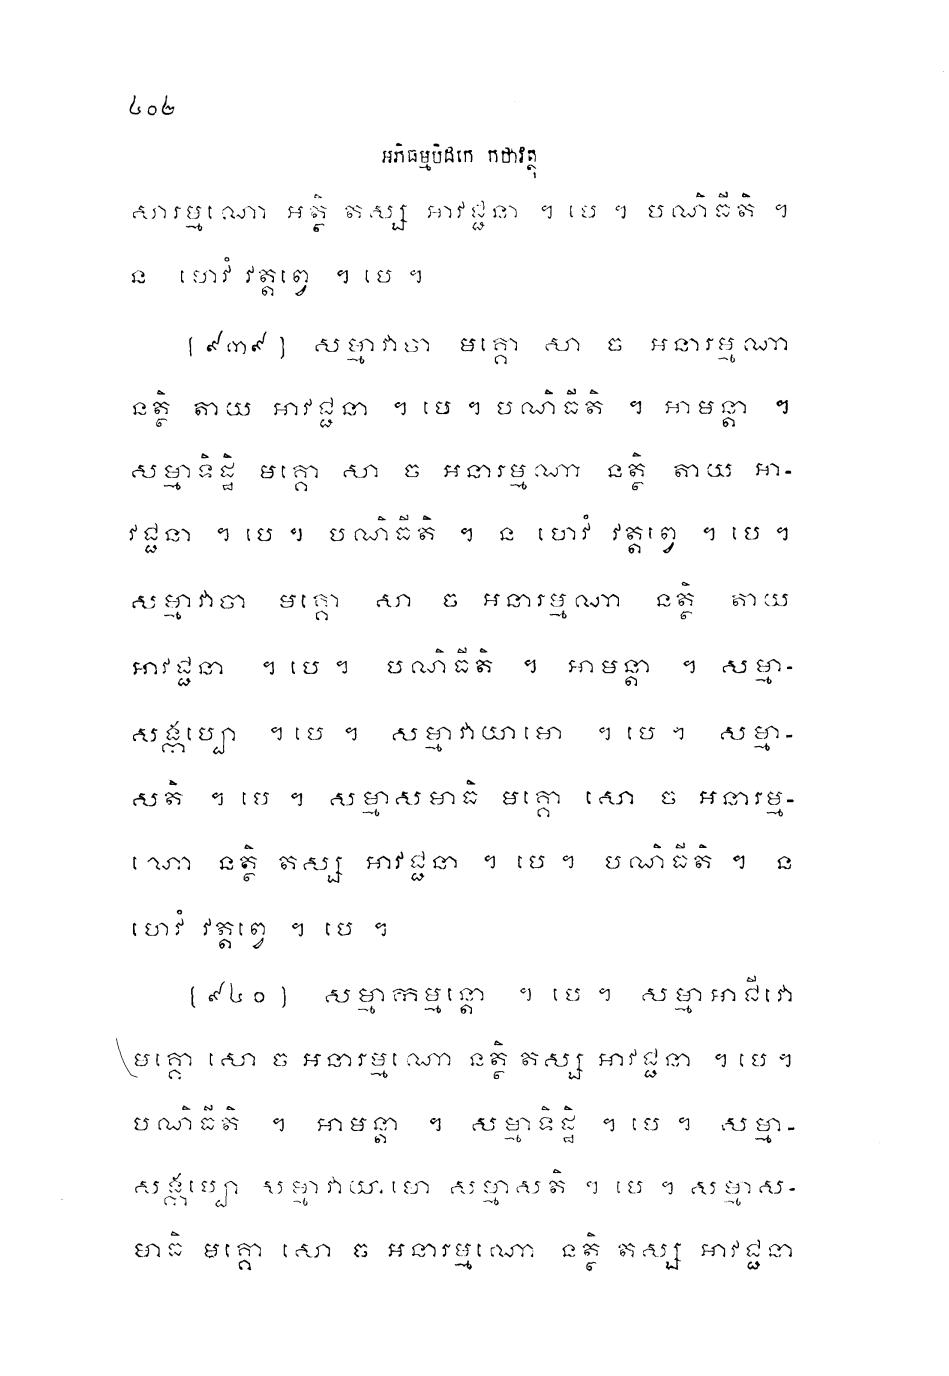 ៤០២
អភិធម្មបិដកេ កថាវត្ថុ
សារម្មណោ អត្ថិ តស្ស អាវជ្ជនា ។ បេ ។ បណិធីតិ ។
ន ហេវំ វត្តព្វេ ។ បេ ។
[៩៣៩] សម្មាវាចា មគ្គោ សា ច អនារម្មណា
នត្ថិ តាយ អាវជ្ជនា ។ បេ ។ បណិធីតិ ។ អាមន្តា ។
សម្មាទិដ្ឋិ មគ្គោ សា ច អនារម្មណា នត្ថិ តាយ អា-
វជ្ជនា ។ បេ ។ បណិធីតិ ។ ន ហេវំ វត្តព្វេ ។ បេ ។
សម្មាវាចា មគ្គោ សា ច អនារម្មណា នត្ថិ តាយ
អាវជ្ជនា ។ បេ ។ បណិធីតិ ។ អាមន្តា ។ សម្មា-
សង្កប្បោ ។ បេ ។ សម្មាវាយាមោ ។ បេ ។ សម្មា-
សតិ ។ បេ ។ សម្មាសមាធិ មគ្គោ សោ ច អនារម្ម-
ណោ នត្ថិ តស្ស អាវជ្ជនា ។ បេ ។ បណិធីតិ ។ ន
ហេវំ វត្តព្វេ ។ បេ ។
[៩៤០] សម្មាកម្មន្តោ ។ បេ ។ សម្មាអាជីវោ
មគ្គោ សោ ច អនារម្មណោ នត្ថិ តស្ស អាវជ្ជនា ។ បេ ។
បណិធីតិ ។ អាមន្តា ។ សម្មាទិដ្ឋិ ។ បេ ។ សម្មា-
សង្កប្បោ សម្មាវាយាមោ សម្មាសតិ ។ បេ ។ សម្មាស-
មាធិ មគ្គោ សោ ច អនារម្មណោ នត្ថិ តស្ស អាវជ្ជនា